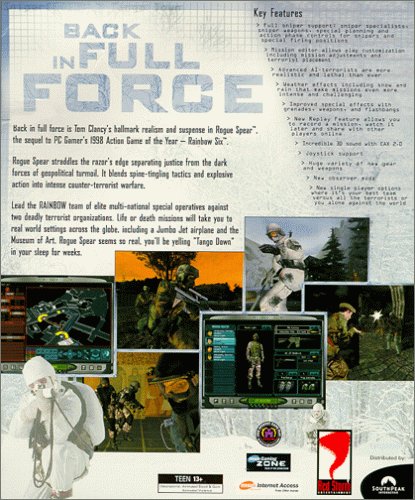 BACK
IN FULL
FORCE
Key Features
> Full sniper support, sniper specialists,
sniper weapons, special planning and
action phase controls for snipers and
special firing positions
> Mission editor allows play customization
including mission adjustments and
terrorist placement
> Advanced AI-terrorists are more
realistic and lethal than ever
> Weather effects including snow and
rain that make missions even more
intense and challenging
> Improved special effects with
grenades, weapons, and flashbangs
> New Replay feature allows you
to record a mission, watch it
later and share with other
players online
> Incredible 3D sound with EAX 2.0
> Joystick support
> Huge variety of new gear
and weapons
> New observer mode
> New single player options
where it's your best team
versus all the terrorists or
you alone against the world
Back in full force is Tom Clancy's hallmark realism and suspense in Rogue Spear™,
the sequel to PC Gamer's 1998 Action Game of the Year — Rainbow Six™.
Rogue Spear straddles the razor's edge separating justice from the dark
forces of geopolitical turmoil. It blends spine-tingling tactics and explosive
action into intense counter-terrorist warfare.
Lead the RAINBOW team of elite multi-national special operatives against
two deadly terrorist organizations. Life or death missions will take you to
real world settings across the globe, including a Jumbo Jet airplane and the
Museum of Art. Rogue Spear seems so real, you'll be yelling "Tango Down"
in your sleep for weeks.
TEEN 13+
msn Gaming
ZONE
msn Internet Access
Red Storm
ENTERTAINMENT
Distributed by:
SOUTHPEAK
INTERACTIVE